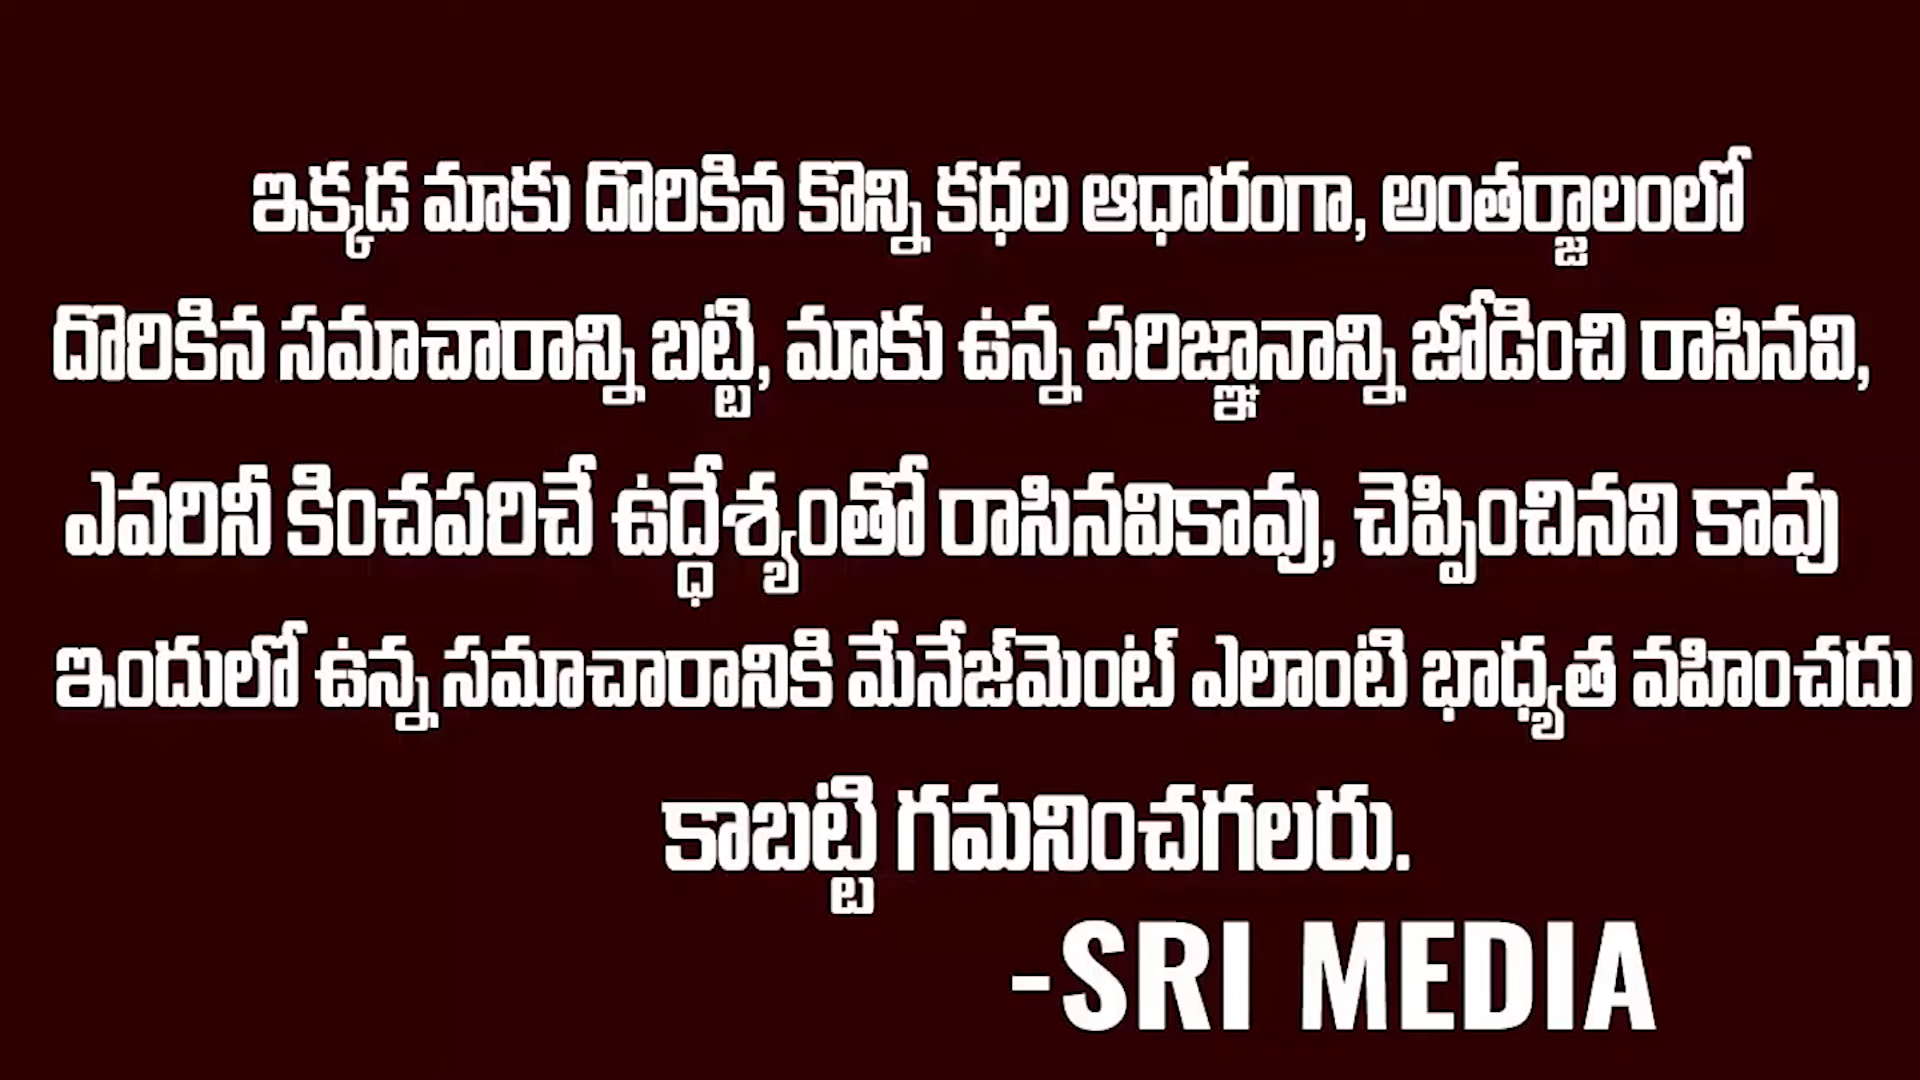 ఇక్కడ మాకు దొరికిన కొన్ని కధల ఆధారంగా, అంతర్జాలంలో
దొరికిన సమాచారాన్ని బట్టి, మాకు ఉన్న పరిజ్ఞానాన్ని జోడించి రాసినవి,
ఎవరినీ కించపరిచే ఉద్ధేశ్యంతో రాసినవికావు, చెప్పించినవి కావు
ఇందులో ఉన్న సమాచారానికి మేనేజ్‌మెంట్ ఎలాంటి భాధ్యత వహించదు
కాబట్టి గమనించగలరు.
-SRI MEDIA